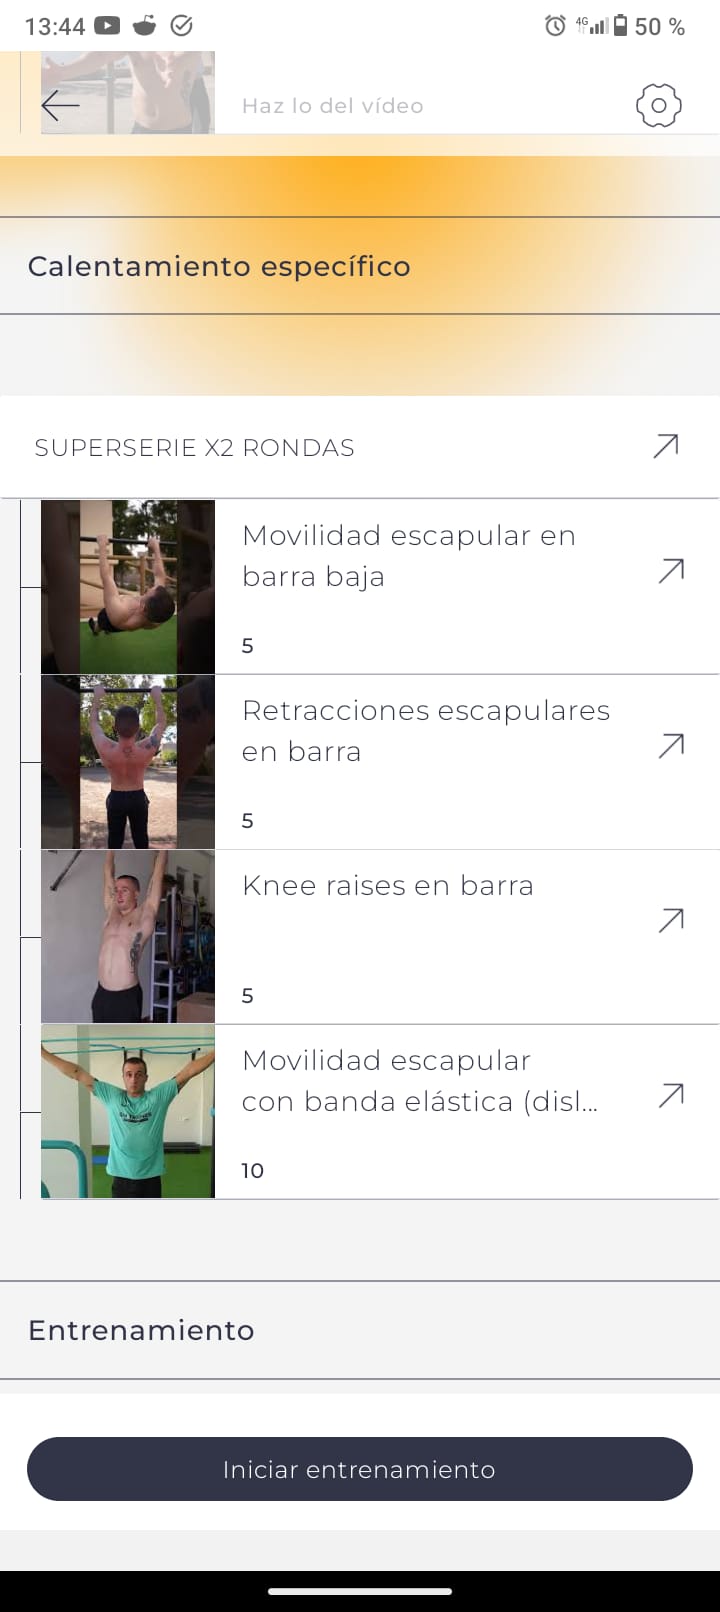 13:44
4G
50 %
Haz lo del vídeo
Calentamiento específico
SUPERSERIE X2 RONDAS
Movilidad escapular en
barra baja
5
Retracciones escapulares
en barra
5
Knee raises en barra
5
Movilidad escapular
con banda elástica (disl...
10
Entrenamiento
Iniciar entrenamiento